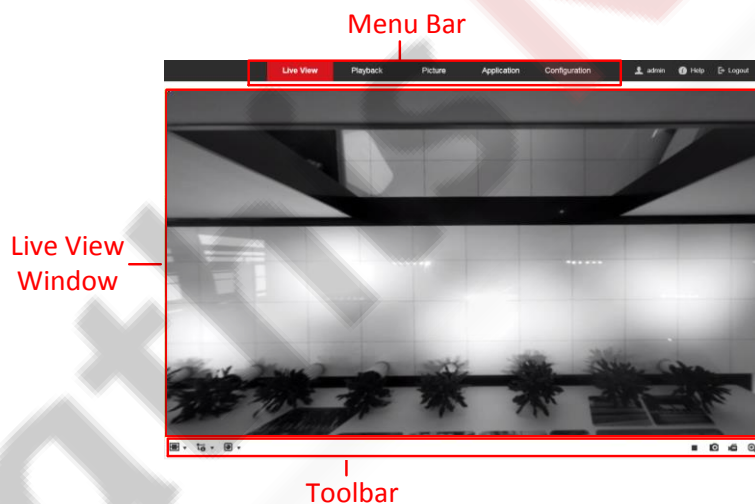 Menu Bar
Live View Playback Picture Application Configuration admin Help Logout
Live View
Window
Toolbar